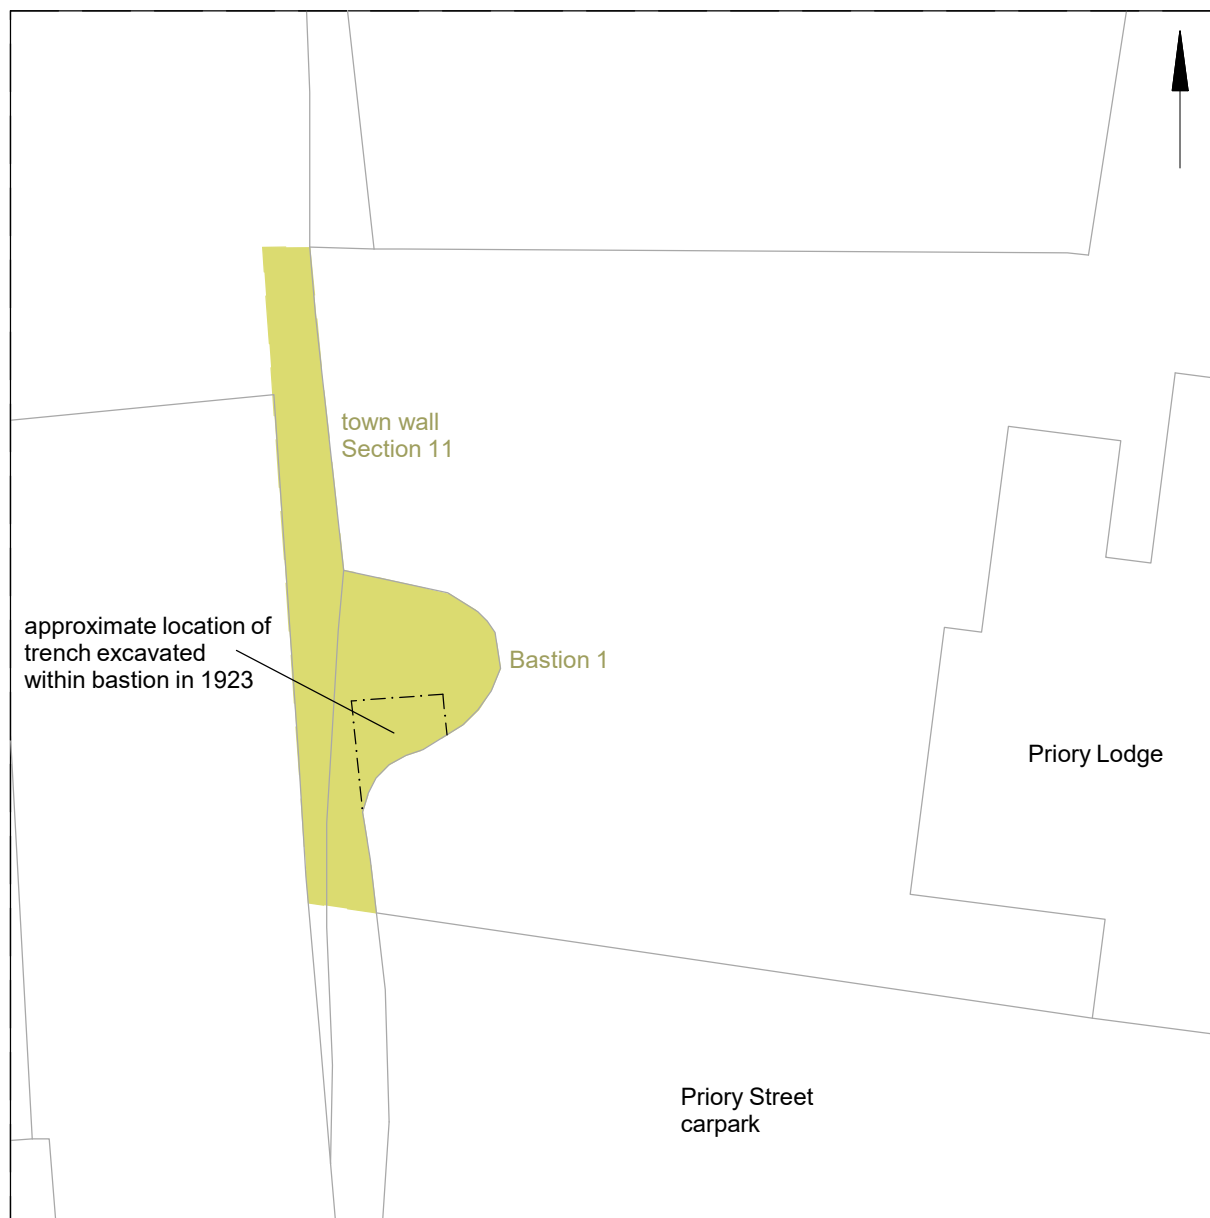 town wall
Section 11
approximate location of
trench excavated
within bastion in 1923
Bastion 1
Priory Lodge
Priory Street
carpark